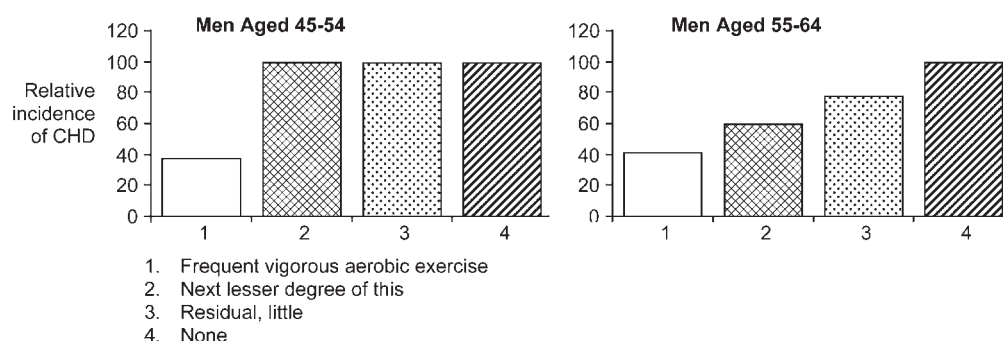 Men Aged 45-54
120
100
80
60
40
20
0
Relative
incidence
of CHD
1 2 3 4
Men Aged 55-64
120
100
80
60
40
20
0
1 2 3 4
1. Frequent vigorous aerobic exercise
2. Next lesser degree of this
3. Residual, little
4. None